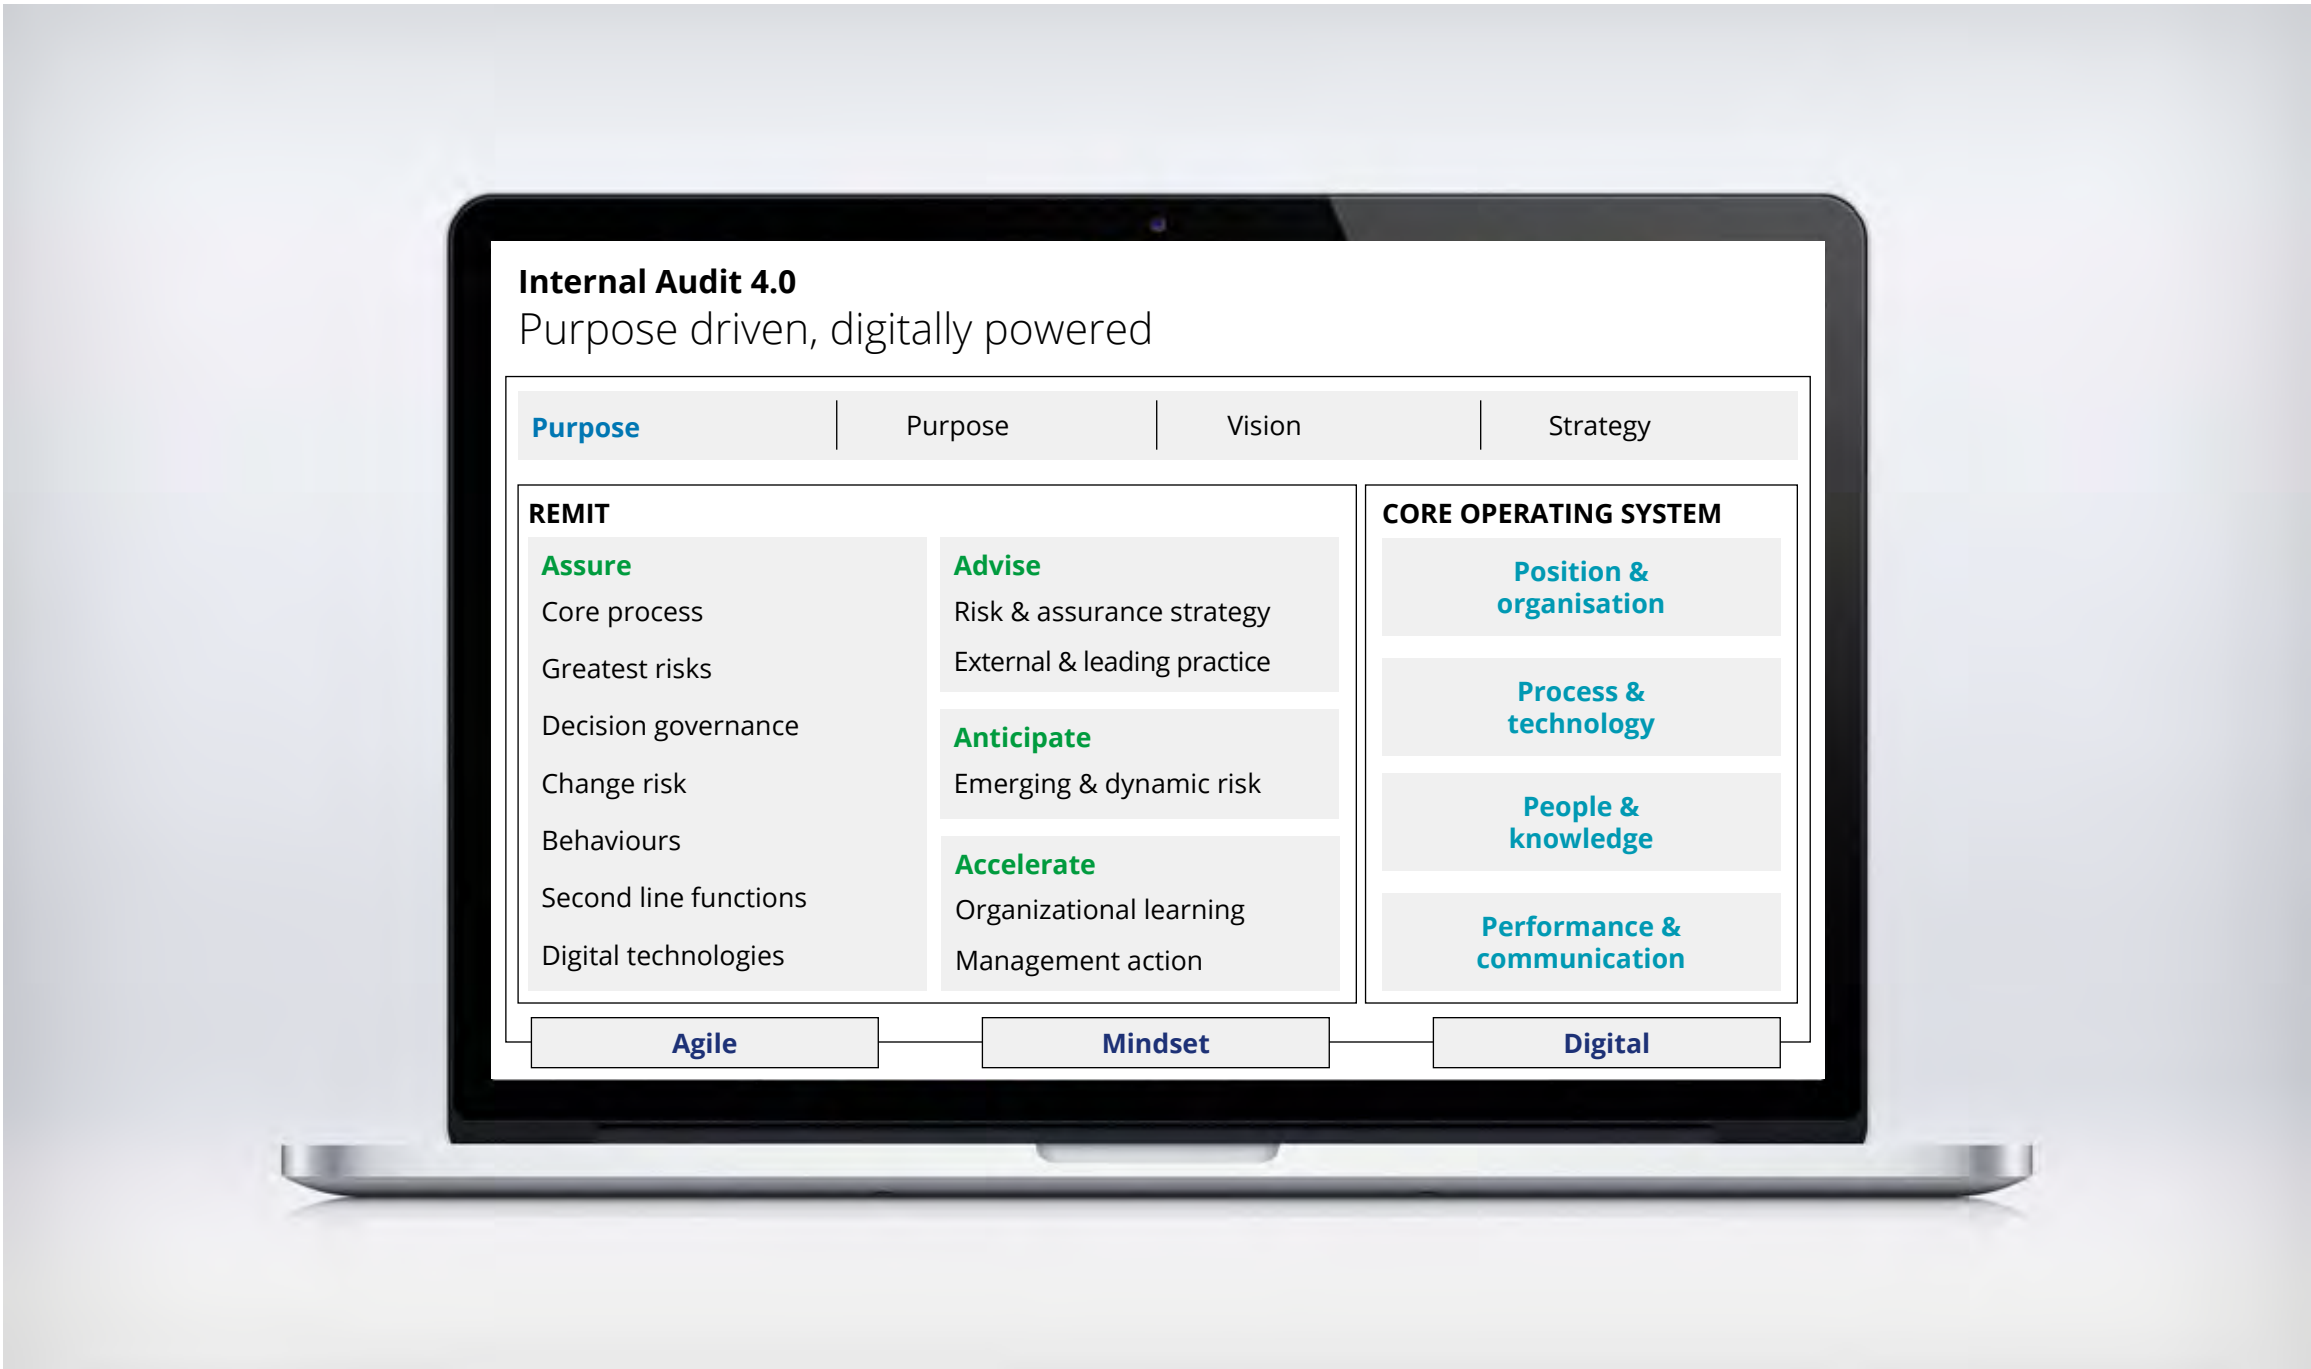 Internal Audit 4.0
Purpose driven, digitally powered
Purpose
Purpose
Vision
Strategy
REMIT
Assure
Core process
Greatest risks
Decision governance
Change risk
Behaviours
Second line functions
Digital technologies
Advise
Risk & assurance strategy
External & leading practice
Anticipate
Emerging & dynamic risk
Accelerate
Organizational learning
Management action
CORE OPERATING SYSTEM
Position &
organisation
Process &
technology
People &
knowledge
Performance &
communication
Agile
Mindset
Digital